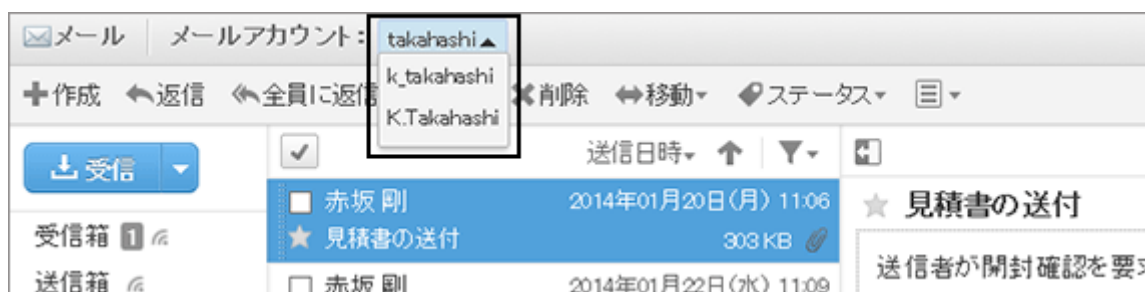 メール メールアカウント: takahashi▲
k_takahashi
K.Takahashi
作成 返信 全員に返信 削除 移動 ステータス
受信 送信日時
赤坂 剛 2014年01月20日(月) 11:06
見積書の送付 303 KB
見積書の送付
受信箱 1
送信者が開封確認を要求
送信箱 赤坂 剛 2014年01月22日(水) 11:09